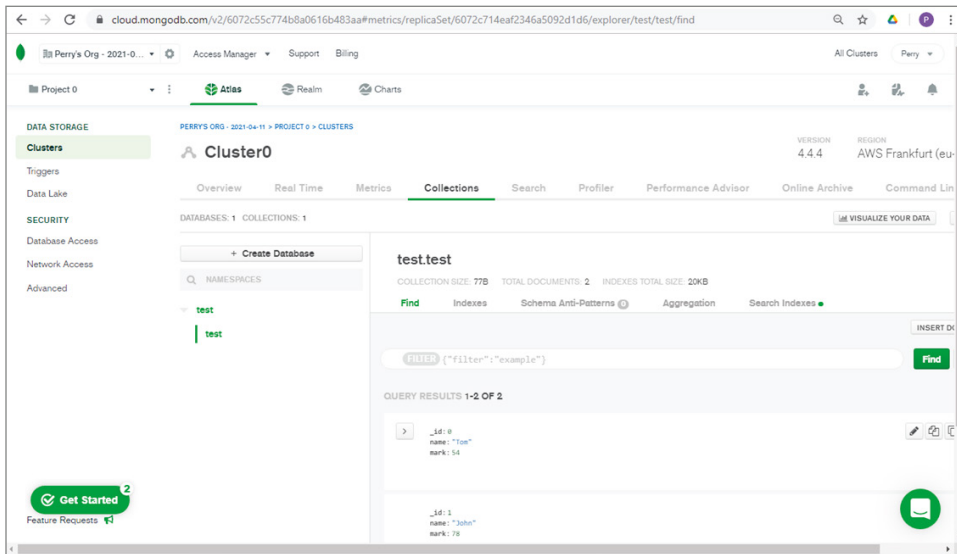 cloud.mongodb.com/v2/6072c55c774b8a0616b483aa#metrics/replicaSet/6072c714eaf2346a5092d1d6/explorer/test/test/find
P
Perry's Org - 2021-0...
Access Manager
Support
Billing
All Clusters
Perry
Project 0
Atlas
Realm
Charts
DATA STORAGE
Clusters
Triggers
Data Lake
SECURITY
Database Access
Network Access
Advanced
PERRY'S ORG - 2021-04-11 > PROJECT 0 > CLUSTERS
Cluster0
VERSION
4.4.4
REGION
AWS Frankfurt (eu-
Overview
Real Time
Metrics
Collections
Search
Profiler
Performance Advisor
Online Archive
Command Lin
DATABASES: 1 COLLECTIONS: 1
VISUALIZE YOUR DATA
+ Create Database
NAMESPACES
test
test
test.test
COLLECTION SIZE: 77B TOTAL DOCUMENTS: 2 INDEXES TOTAL SIZE: 20KB
Find
Indexes
Schema Anti-Patterns 0
Aggregation
Search Indexes
INSERT DO
FILTER {"filter":"example"}
Find
QUERY RESULTS 1-2 OF 2
_id: 0
name: "Tom"
mark: 54
_id: 1
name: "John"
mark: 78
Get Started
2
Feature Requests